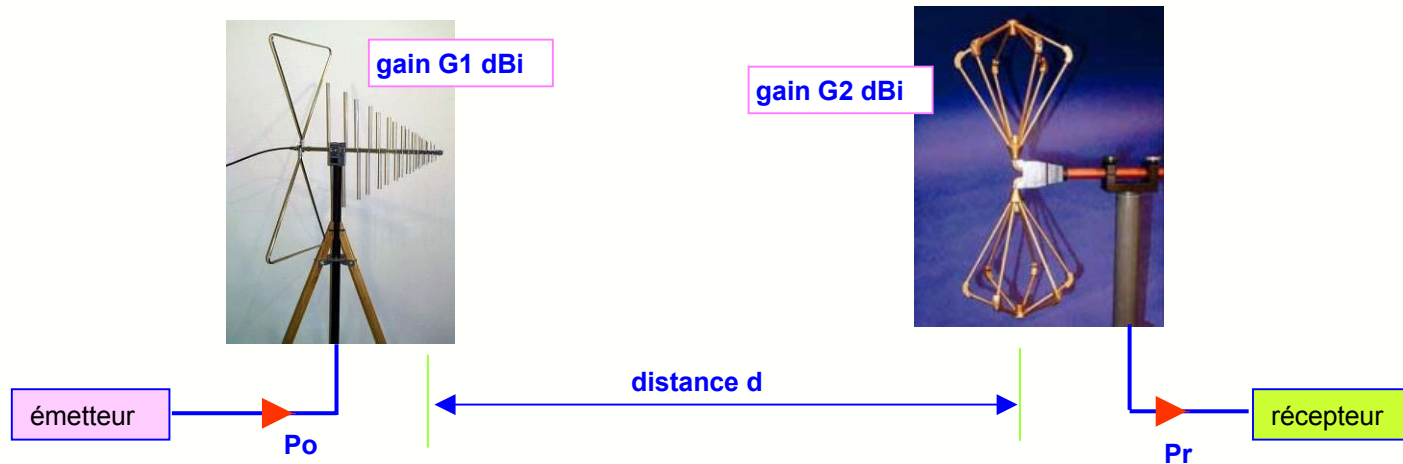 gain G1 dBi
gain G2 dBi
distance d
émetteur
récepteur
Po
Pr